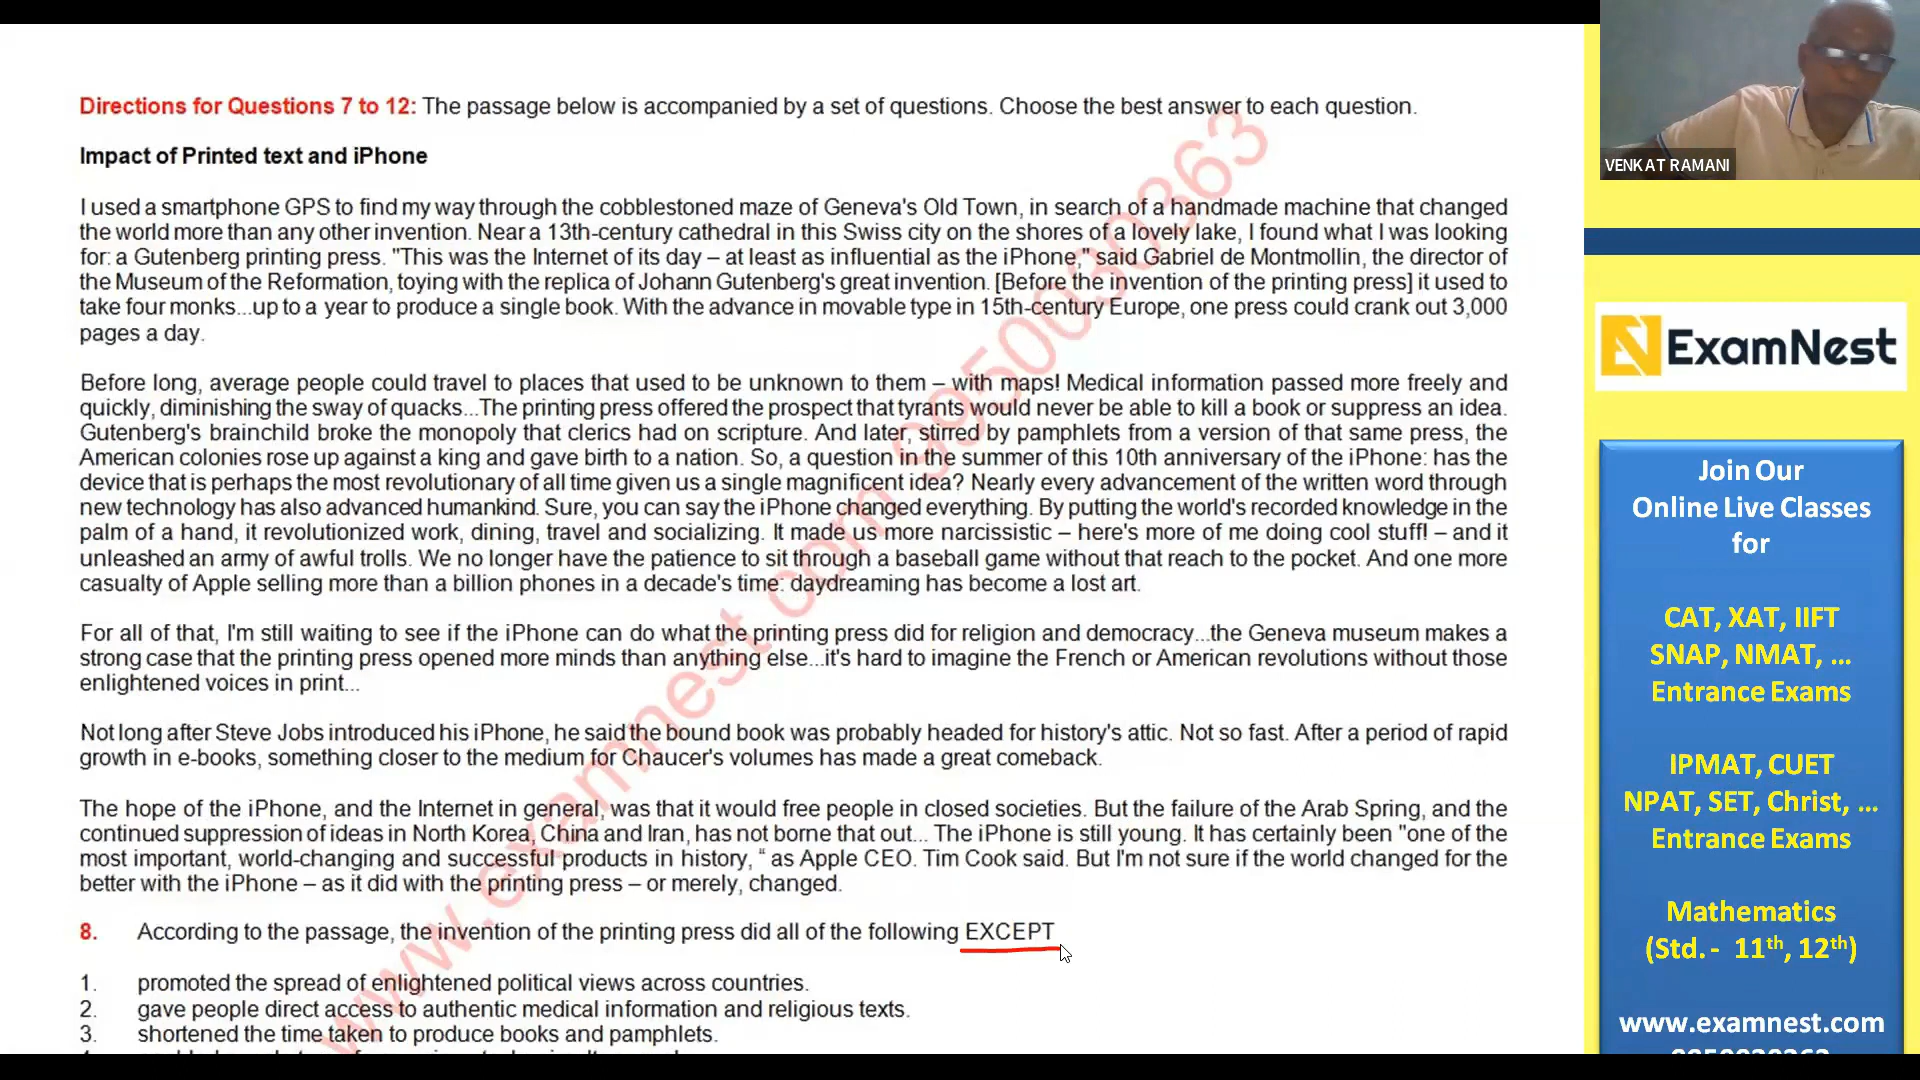 Directions for Questions 7 to 12: The passage below is accompanied by a set of questions. Choose the best answer to each question.
Impact of Printed text and iPhone
I used a smartphone GPS to find my way through the cobblestoned maze of Geneva's Old Town, in search of a handmade machine that changed
the world more than any other invention. Near a 13th-century cathedral in this Swiss city on the shores of a lovely lake, I found what I was looking
for: a Gutenberg printing press. "This was the Internet of its day – at least as influential as the iPhone," said Gabriel de Montmollin, the director of
the Museum of the Reformation, toying with the replica of Johann Gutenberg's great invention. [Before the invention of the printing press] it used to
take four monks...up to a year to produce a single book. With the advance in movable type in 15th-century Europe, one press could crank out 3,000
pages a day.
Before long, average people could travel to places that used to be unknown to them – with maps! Medical information passed more freely and
quickly, diminishing the sway of quacks...The printing press offered the prospect that tyrants would never be able to kill a book or suppress an idea.
Gutenberg's brainchild broke the monopoly that clerics had on scripture. And later, stirred by pamphlets from a version of that same press, the
American colonies rose up against a king and gave birth to a nation. So, a question in the summer of this 10th anniversary of the iPhone: has the
device that is perhaps the most revolutionary of all time given us a single magnificent idea? Nearly every advancement of the written word through
new technology has also advanced humankind. Sure, you can say the iPhone changed everything. By putting the world's recorded knowledge in the
palm of a hand, it revolutionized work, dining, travel and socializing. It made us more narcissistic – here's more of me doing cool stuff! – and it
unleashed an army of awful trolls. We no longer have the patience to sit through a baseball game without that reach to the pocket. And one more
casualty of Apple selling more than a billion phones in a decade's time: daydreaming has become a lost art.
For all of that, I'm still waiting to see if the iPhone can do what the printing press did for religion and democracy...the Geneva museum makes a
strong case that the printing press opened more minds than anything else...it's hard to imagine the French or American revolutions without those
enlightened voices in print...
Not long after Steve Jobs introduced his iPhone, he said the bound book was probably headed for history's attic. Not so fast. After a period of rapid
growth in e-books, something closer to the medium for Chaucer's volumes has made a great comeback.
The hope of the iPhone, and the Internet in general, was that it would free people in closed societies. But the failure of the Arab Spring, and the
continued suppression of ideas in North Korea, China and Iran, has not borne that out... The iPhone is still young. It has certainly been "one of the
most important, world-changing and successful products in history, “ as Apple CEO. Tim Cook said. But I'm not sure if the world changed for the
better with the iPhone – as it did with the printing press – or merely, changed.
8. According to the passage, the invention of the printing press did all of the following EXCEPT
1. promoted the spread of enlightened political views across countries.
2. gave people direct access to authentic medical information and religious texts.
3. shortened the time taken to produce books and pamphlets.
www.examnest.com 9950030363
VENKAT RAMANI
ExamNest
Join Our
Online Live Classes
for
CAT, XAT, IIFT
SNAP, NMAT, ...
Entrance Exams
IPMAT, CUET
NPAT, SET, Christ, ...
Entrance Exams
Mathematics
(Std. - 11th, 12th)
www.examnest.com